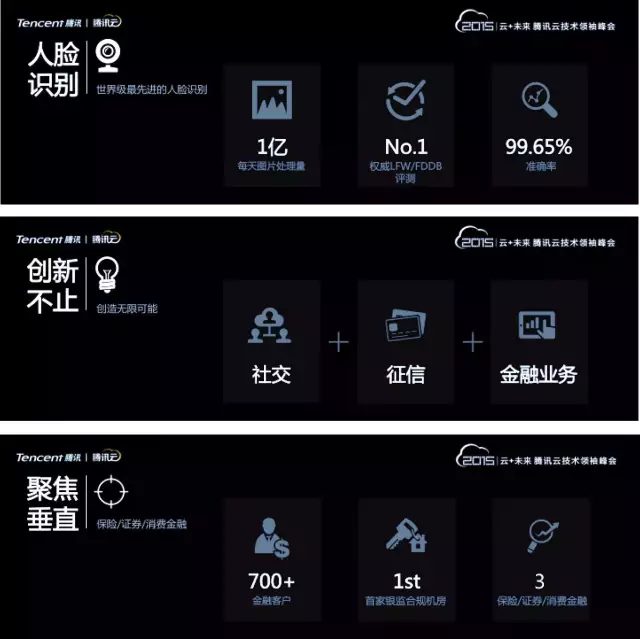 Tencent 腾讯 | 腾讯云
2015 | 云+未来 腾讯云技术领袖峰会
人脸
识别
世界级最先进的人脸识别
1亿
每天图片处理量
No.1
权威LFW/FDDB
评测
99.65%
准确率
Tencent 腾讯 | 腾讯云
2015 | 云+未来 腾讯云技术领袖峰会
创新
不止
创造无限可能
社交
+
征信
+
金融业务
Tencent 腾讯 | 腾讯云
2015 | 云+未来 腾讯云技术领袖峰会
聚焦
垂直
保险/证券/消费金融
700+
金融客户
1st
首家银监合规机房
3
保险/证券/消费金融